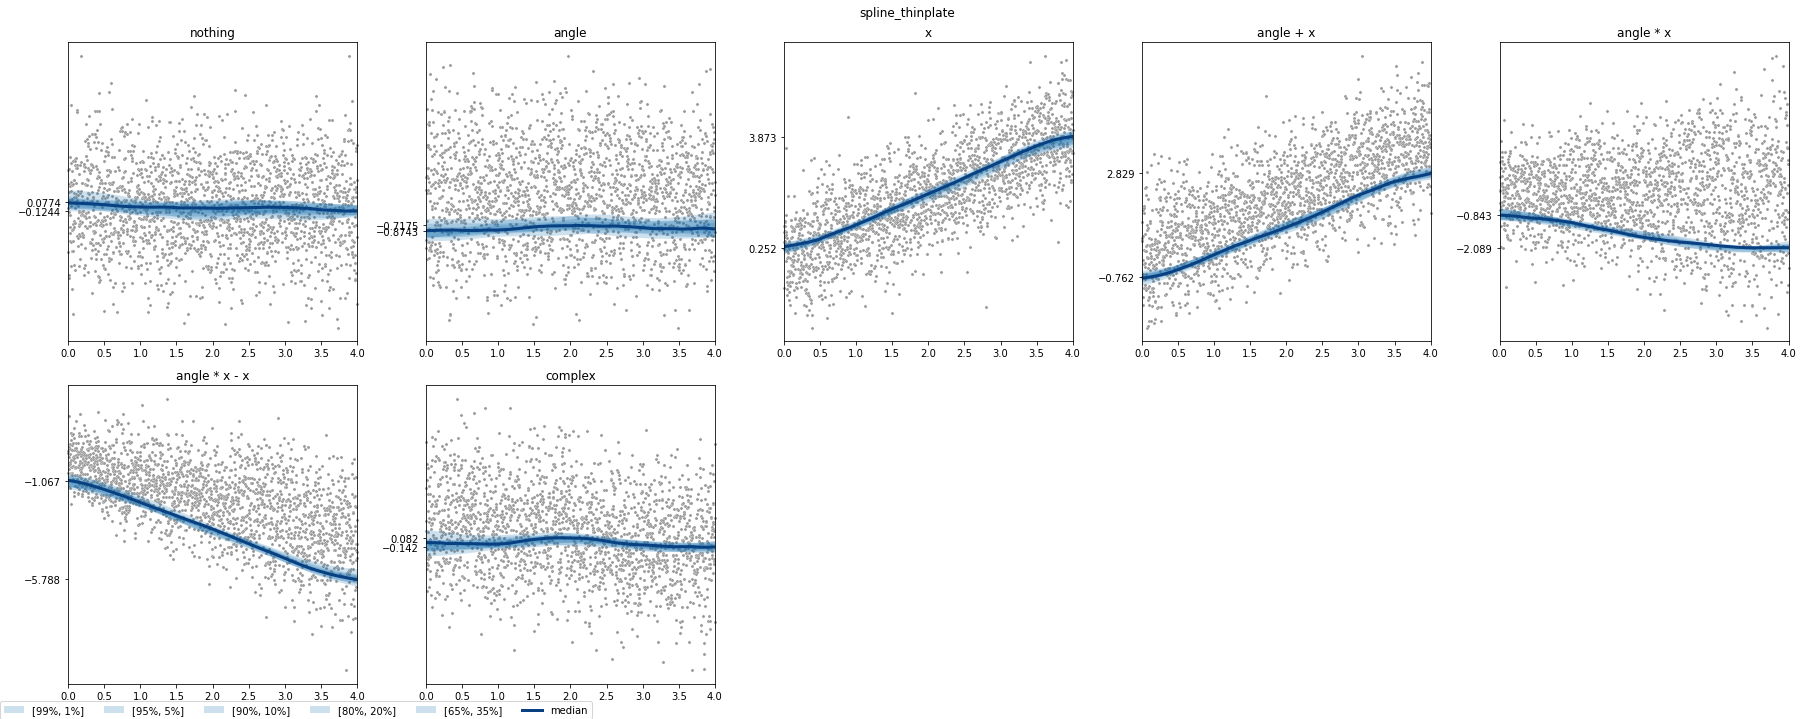 spline_thinplate
nothing
0.0774
−0.1244
0.0 0.5 1.0 1.5 2.0 2.5 3.0 3.5 4.0
angle
−0.7175
−0.8743
0.0 0.5 1.0 1.5 2.0 2.5 3.0 3.5 4.0
x
3.873
0.252
0.0 0.5 1.0 1.5 2.0 2.5 3.0 3.5 4.0
angle + x
2.829
−0.762
0.0 0.5 1.0 1.5 2.0 2.5 3.0 3.5 4.0
angle * x
−0.843
−2.089
0.0 0.5 1.0 1.5 2.0 2.5 3.0 3.5 4.0
angle * x - x
−1.067
−5.788
0.0 0.5 1.0 1.5 2.0 2.5 3.0 3.5 4.0
complex
0.082
−0.142
0.0 0.5 1.0 1.5 2.0 2.5 3.0 3.5 4.0
[99%, 1%] [95%, 5%] [90%, 10%] [80%, 20%] [65%, 35%] median